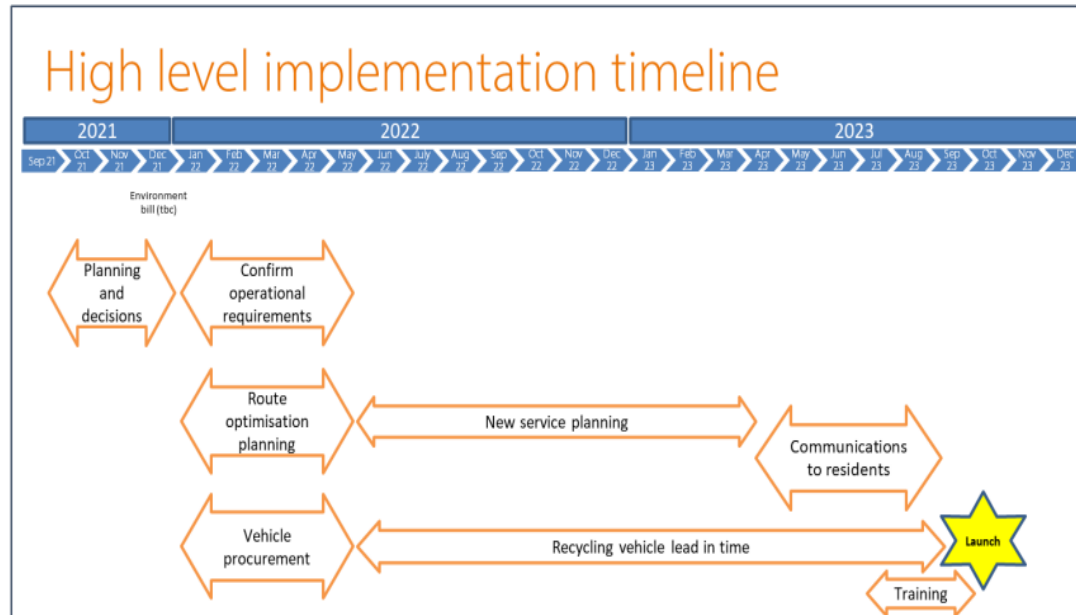 High level implementation timeline
2021 2022 2023
Sep 21 Oct 21 Nov 21 Dec 21 Jan 22 Feb 22 Mar 22 Apr 22 May 22 Jun 22 July 22 Aug 22 Sep 22 Oct 22 Nov 22 Dec 22 Jan 23 Feb 23 Mar 23 Apr 23 May 23 Jun 23 Jul 23 Aug 23 Sep 23 Oct 23 Nov 23 Dec 23
Environment
bill (tbc)
Planning
and
decisions
Confirm
operational
requirements
Route
optimisation
planning
New service planning
Communications
to residents
Vehicle
procurement
Recycling vehicle lead in time
Launch
Training